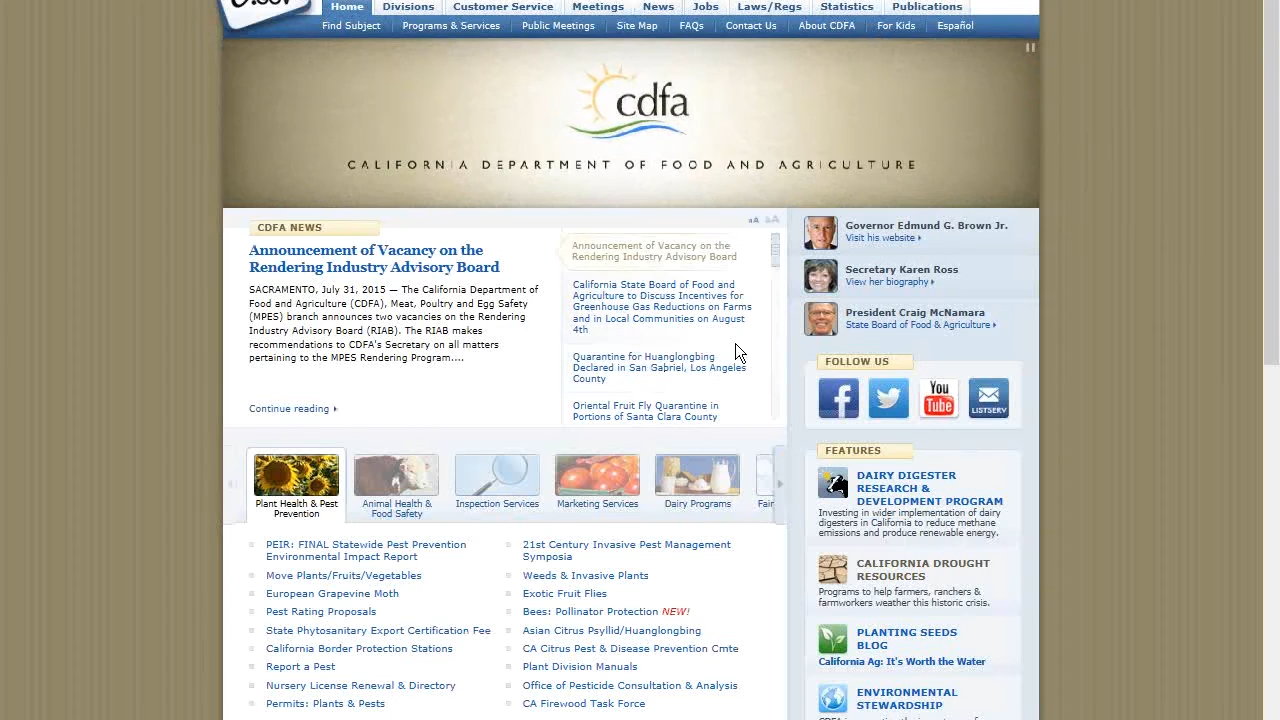 Home Divisions Customer Service Meetings News Jobs Laws/Regs Statistics Publications
Find Subject Programs & Services Public Meetings Site Map FAQs Contact Us About CDFA For Kids Español
cdfa
CALIFORNIA DEPARTMENT OF FOOD AND AGRICULTURE
CDFA NEWS
Announcement of Vacancy on the
Rendering Industry Advisory Board
SACRAMENTO, July 31, 2015 — The California Department of
Food and Agriculture (CDFA), Meat, Poultry and Egg Safety
(MPES) branch announces two vacancies on the Rendering
Industry Advisory Board (RIAB). The RIAB makes
recommendations to CDFA's Secretary on all matters
pertaining to the MPES Rendering Program....
Continue reading
aA aA
Announcement of Vacancy on the
Rendering Industry Advisory Board
California State Board of Food and
Agriculture to Discuss Incentives for
Greenhouse Gas Reductions on Farms
and in Local Communities on August
4th
Quarantine for Huanglongbing
Declared in San Gabriel, Los Angeles
County
Oriental Fruit Fly Quarantine in
Portions of Santa Clara County
Governor Edmund G. Brown Jr.
Visit his website
Secretary Karen Ross
View her biography
President Craig McNamara
State Board of Food & Agriculture
FOLLOW US
You
Tube
LISTSERV
Plant Health & Pest
Prevention
Animal Health &
Food Safety
Inspection Services
Marketing Services
Dairy Programs
Fair
PEIR: FINAL Statewide Pest Prevention
Environmental Impact Report
Move Plants/Fruits/Vegetables
European Grapevine Moth
Pest Rating Proposals
State Phytosanitary Export Certification Fee
California Border Protection Stations
Report a Pest
Nursery License Renewal & Directory
Permits: Plants & Pests
21st Century Invasive Pest Management
Symposia
Weeds & Invasive Plants
Exotic Fruit Flies
Bees: Pollinator Protection NEW!
Asian Citrus Psyllid/Huanglongbing
CA Citrus Pest & Disease Prevention Cmte
Plant Division Manuals
Office of Pesticide Consultation & Analysis
CA Firewood Task Force
FEATURES
DAIRY DIGESTER
RESEARCH &
DEVELOPMENT PROGRAM
Investing in wider implementation of dairy
digesters in California to reduce methane
emissions and produce renewable energy.
CALIFORNIA DROUGHT
RESOURCES
Programs to help farmers, ranchers &
farmworkers weather this historic crisis.
PLANTING SEEDS
BLOG
California Ag: It's Worth the Water
ENVIRONMENTAL
STEWARDSHIP